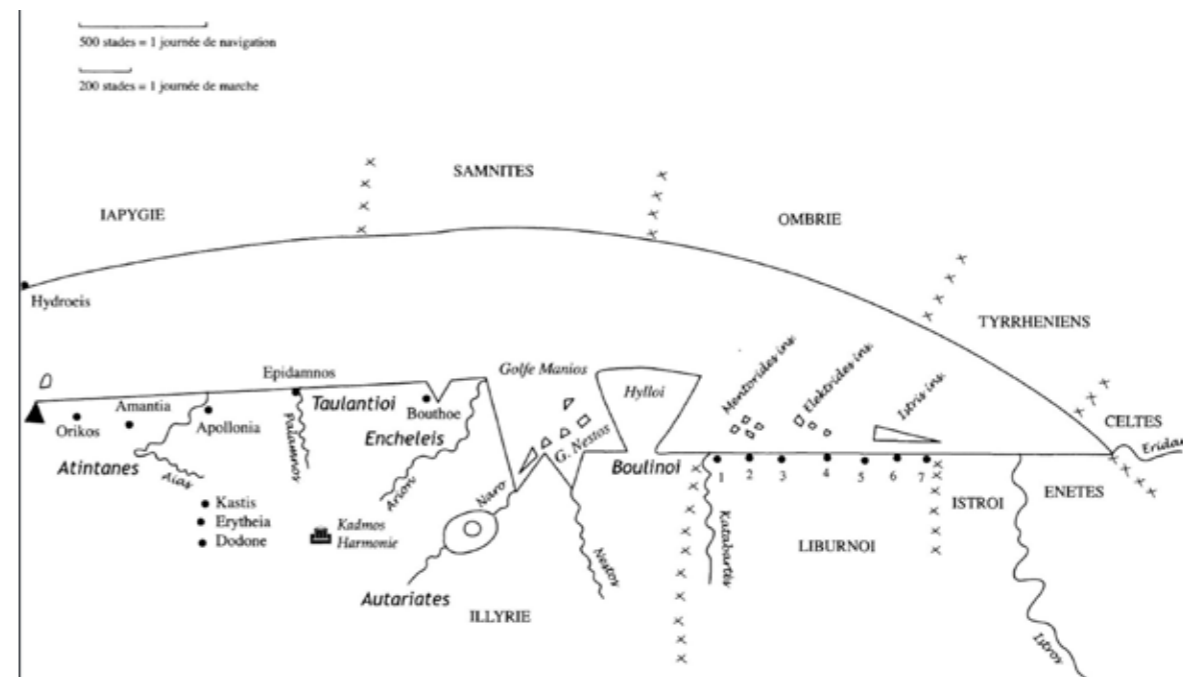 500 stades = 1 journée de navigation
200 stades = 1 journée de marche
SAMNITES
IAPYGIE
OMBRIE
Hydroeis
TYRRHENIENS
Golfe Manios
Mentorides ins.
Elektrides ins.
Istris ins.
Epidamnos
Hylloi
Amantia
Taulantioi
Bouthoe
CELTES
Orikos
Apollonia
Encheleis
G. Nestos
Eridan
Atintanes
Palamnos
Boulinoi
Aias
Arion
Naro
1 2 3 4 5 6 7
ISTROI
ENETES
Kastis
Erytheia
Dodone
Kadmos
Harmonie
Nestos
Katabartès
LIBURNOI
Autariates
ILLYRIE
Istros